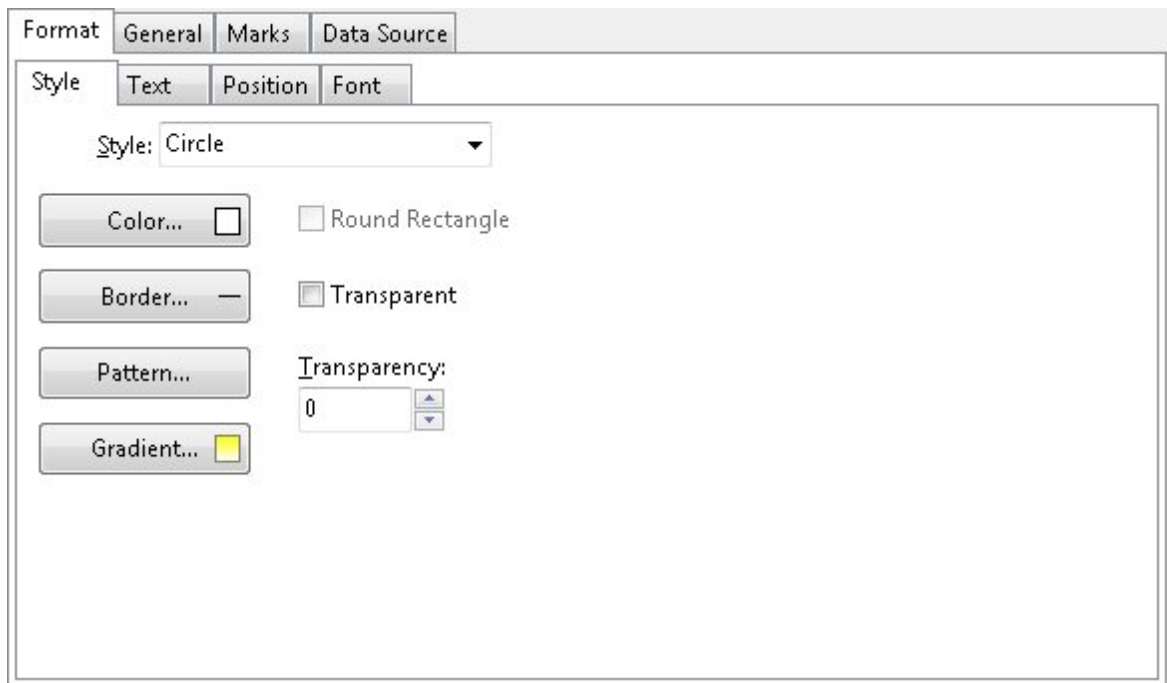 Format General Marks Data Source
Style Text Position Font
Style: Circle
Color... Round Rectangle
Border... Transparent
Pattern... Transparency:
0
Gradient...